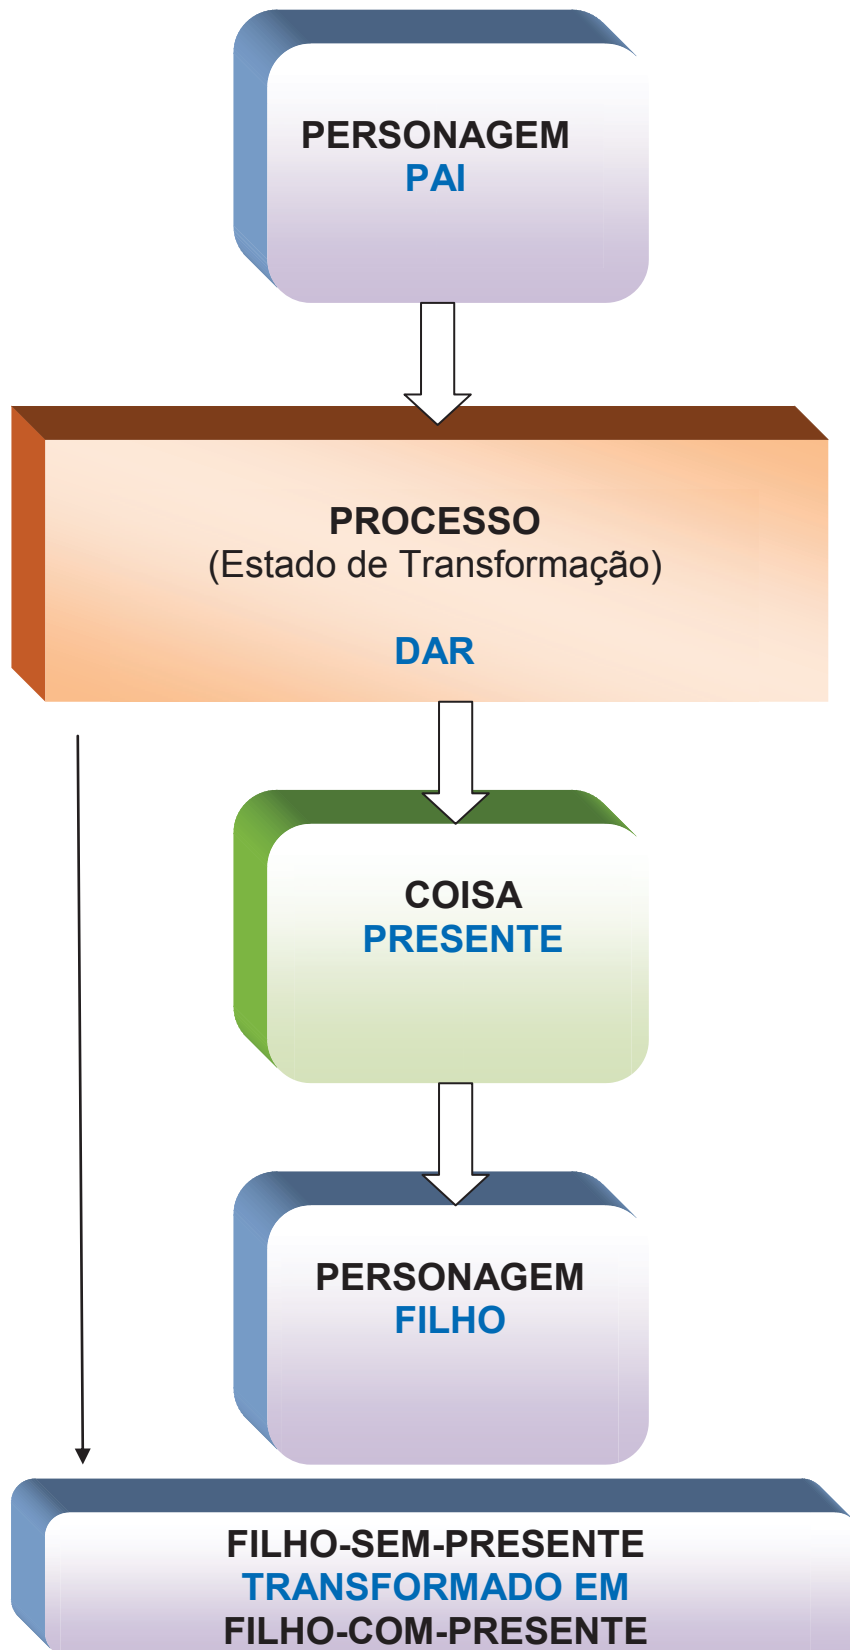 PERSONAGEM
PAI
PROCESSO
(Estado de Transformação)
DAR
COISA
PRESENTE
PERSONAGEM
FILHO
FILHO-SEM-PRESENTE
TRANSFORMADO EM
FILHO-COM-PRESENTE